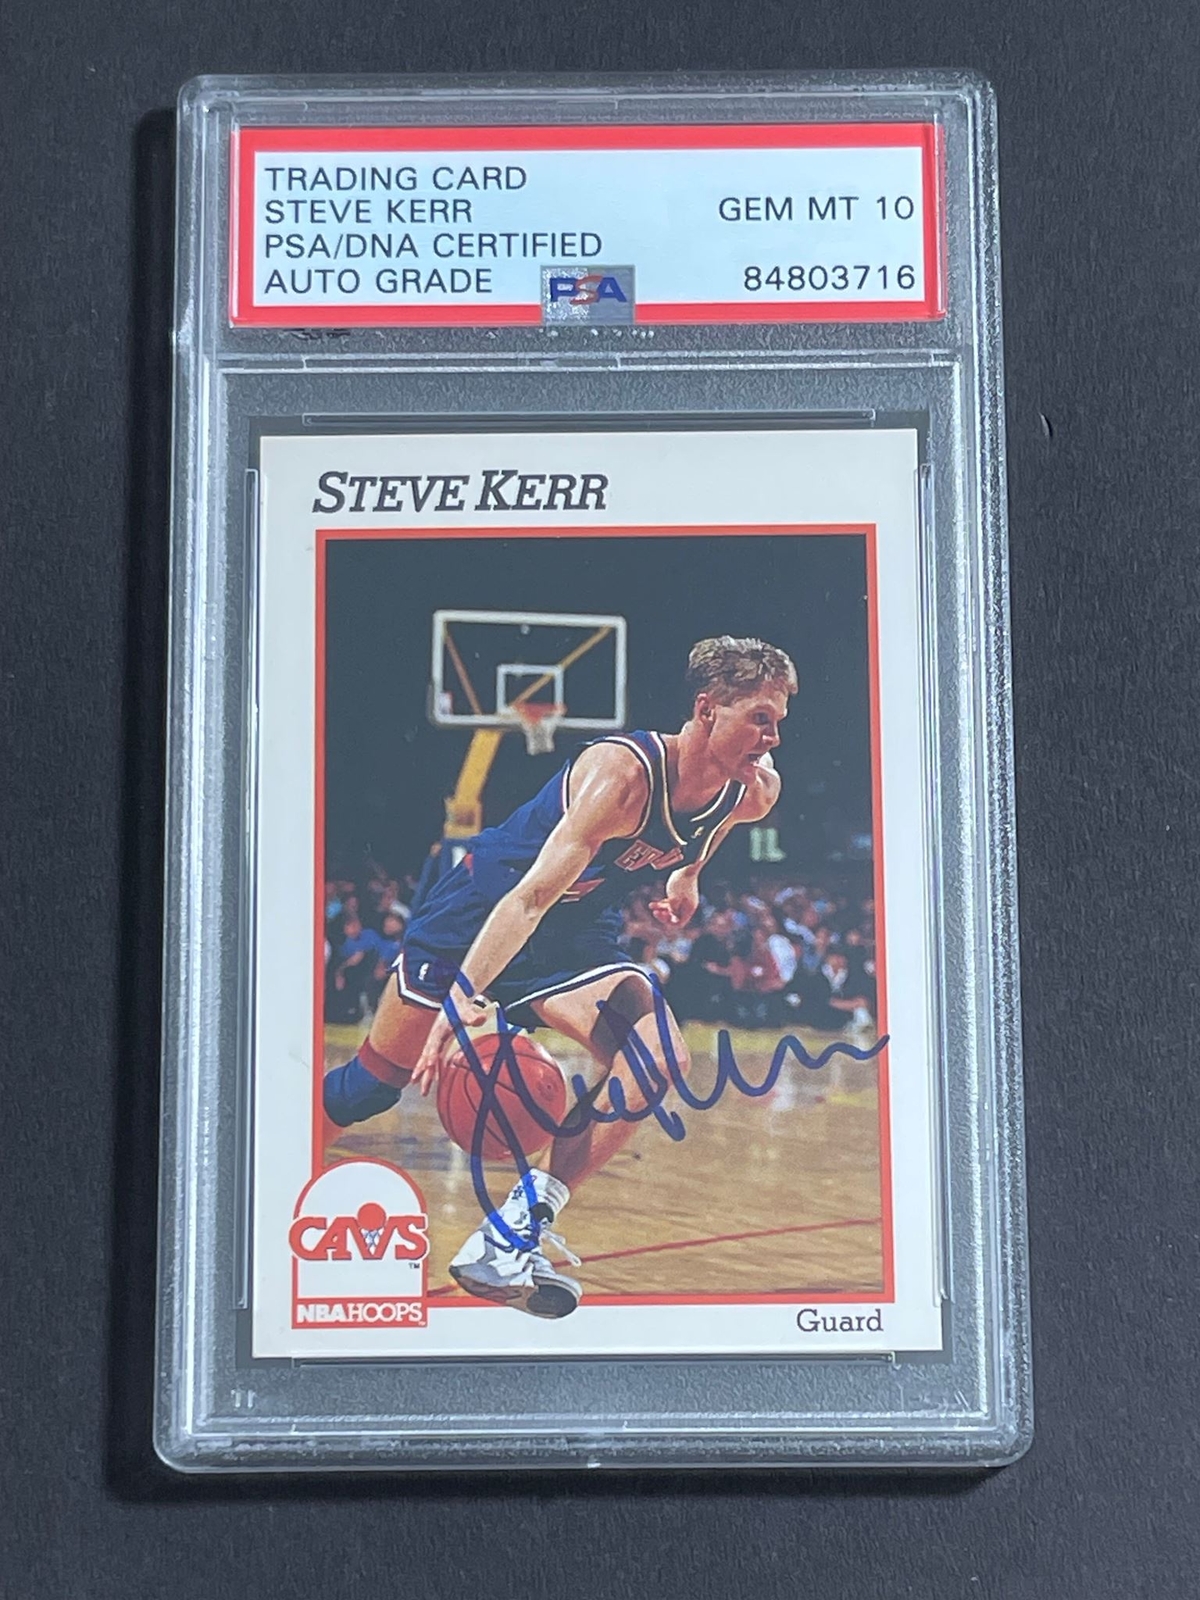 TRADING CARD
STEVE KERR
PSA/DNA CERTIFIED
AUTO GRADE
GEM MT 10
84803716
PSA
STEVE KERR
CAVS
TM
NBA HOOPS
Guard